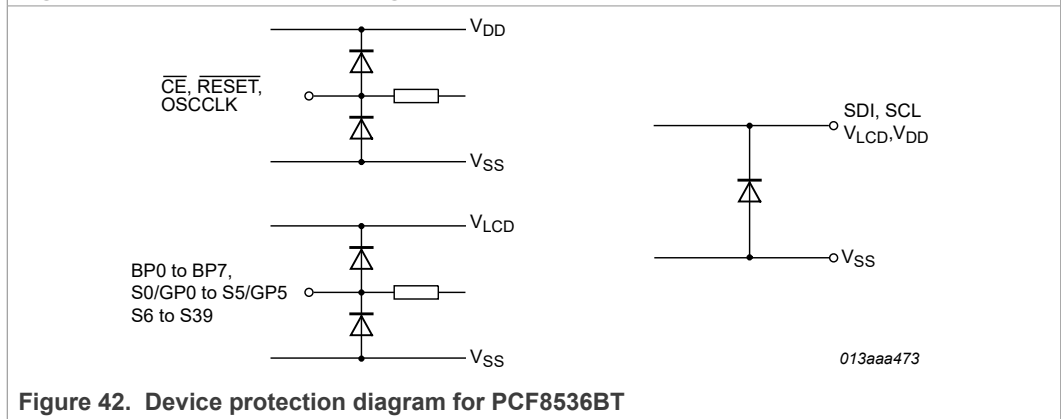 VDD
CE, RESET,
OSCCLK
VSS
VLCD
BP0 to BP7,
S0/GP0 to S5/GP5
S6 to S39
VSS
SDI, SCL
VLCD,VDD
VSS
013aaa473
Figure 42. Device protection diagram for PCF8536BT